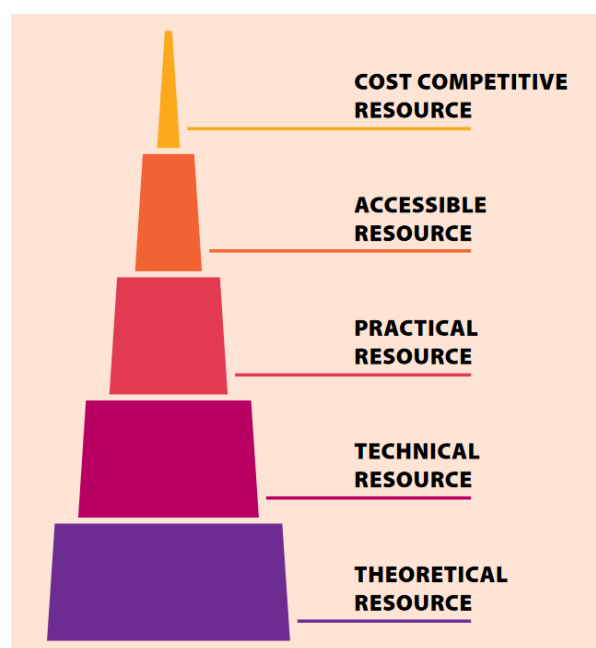 COST COMPETITIVE
RESOURCE
ACCESSIBLE
RESOURCE
PRACTICAL
RESOURCE
TECHNICAL
RESOURCE
THEORETICAL
RESOURCE